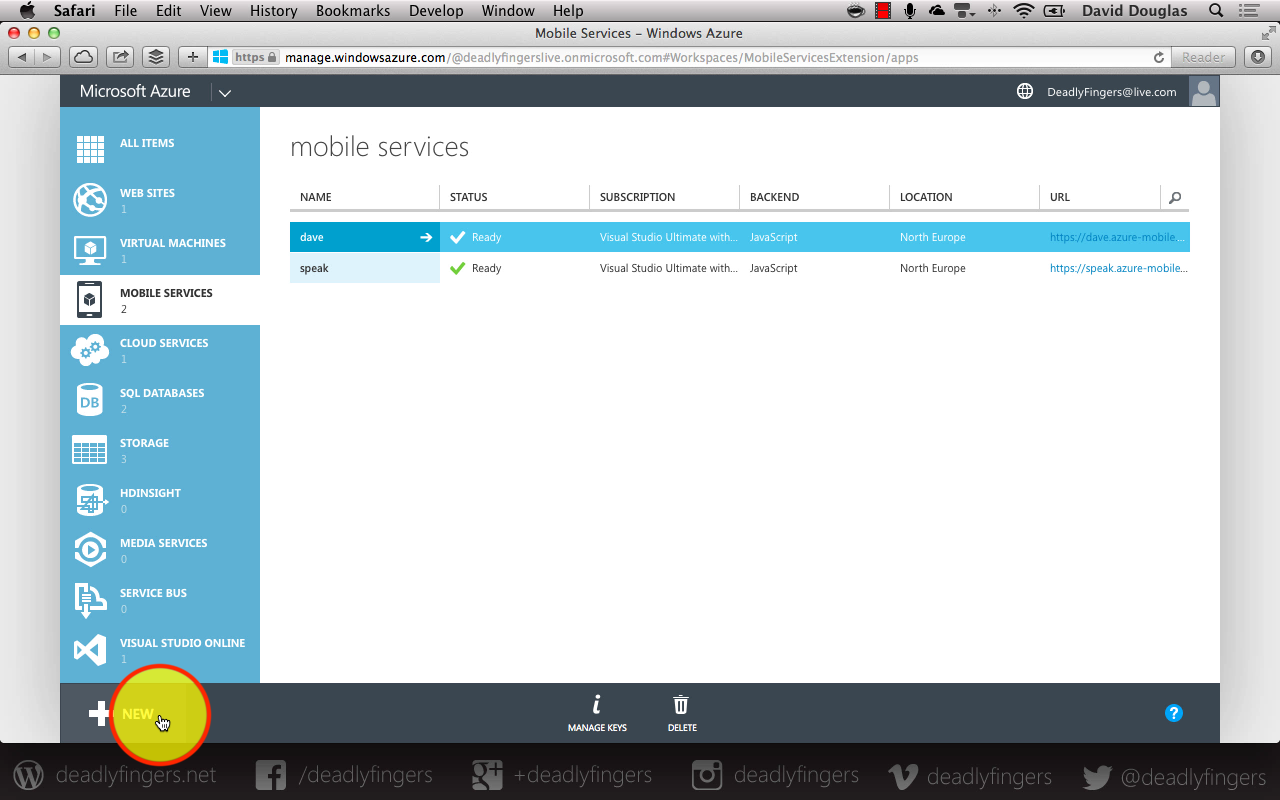 Safari File Edit View History Bookmarks Develop Window Help David Douglas
Mobile Services – Windows Azure
https manage.windowsazure.com/@deadlyfingerslive.onmicrosoft.com#Workspaces/MobileServicesExtension/apps Reader
Microsoft Azure DeadlyFingers@live.com
ALL ITEMS
WEB SITES
1
VIRTUAL MACHINES
1
MOBILE SERVICES
2
CLOUD SERVICES
1
SQL DATABASES
2
STORAGE
3
HDINSIGHT
0
MEDIA SERVICES
0
SERVICE BUS
0
VISUAL STUDIO ONLINE
1
mobile services
NAME STATUS SUBSCRIPTION BACKEND LOCATION URL
dave Ready Visual Studio Ultimate with... JavaScript North Europe https://dave.azure-mobile...
speak Ready Visual Studio Ultimate with... JavaScript North Europe https://speak.azure-mobile...
NEW
MANAGE KEYS DELETE ?
deadlyfingers.net /deadlyfingers +deadlyfingers deadlyfingers deadlyfingers @deadlyfingers